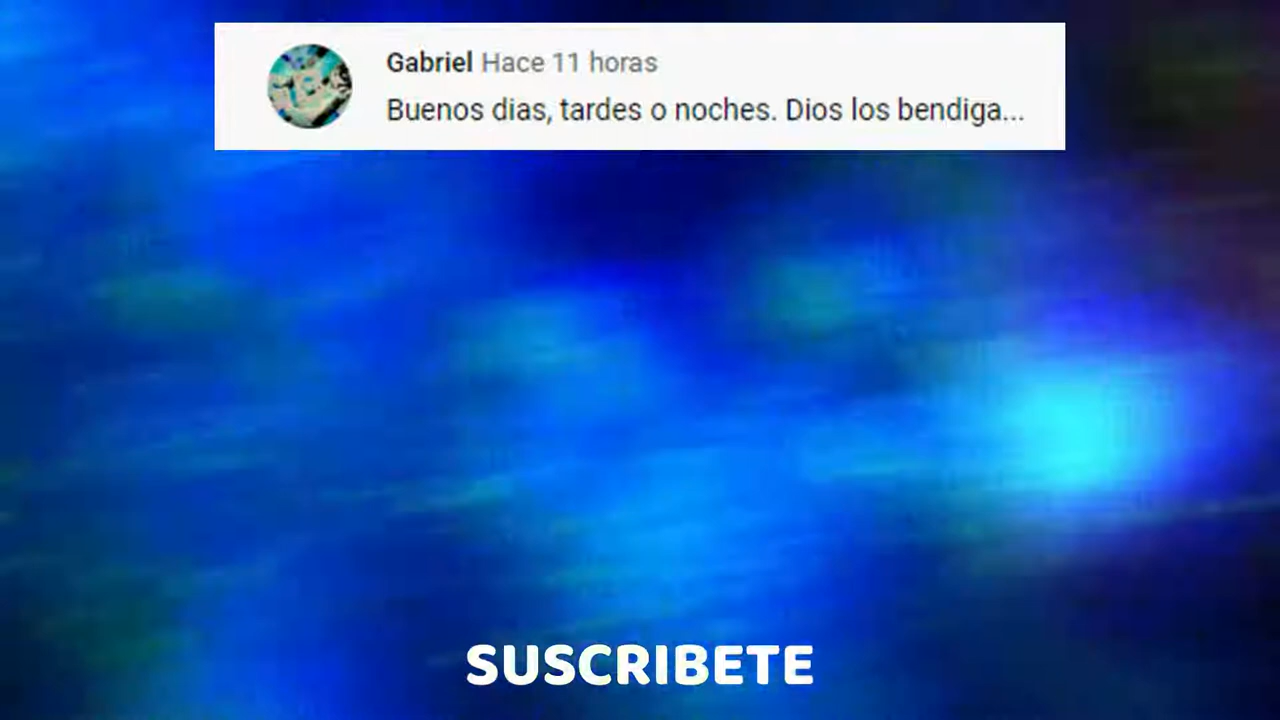 Gabriel Hace 11 horas
Buenos dias, tardes o noches. Dios los bendiga...
SUSCRIBETE